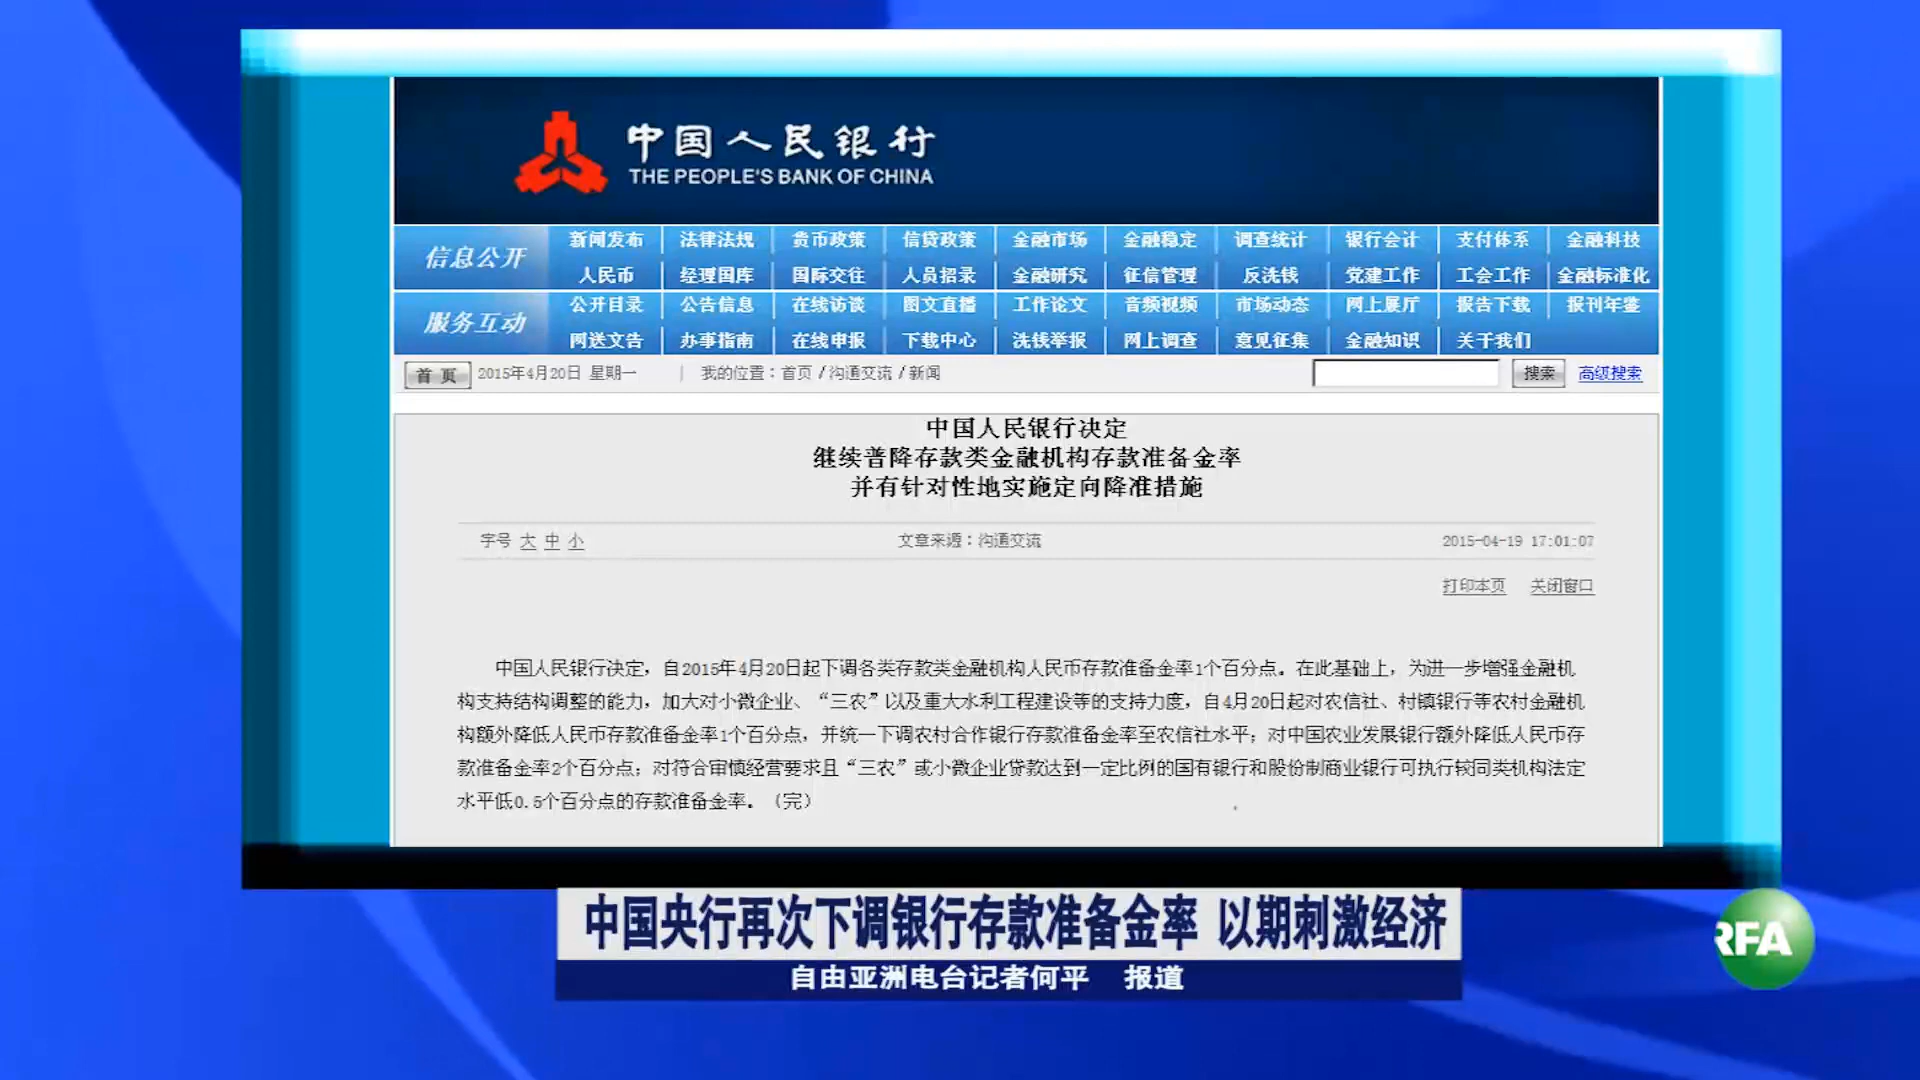 中国人民银行
THE PEOPLE'S BANK OF CHINA
信息公开
新闻发布 法律法规 货币政策 信贷政策 金融市场 金融稳定 调查统计 银行会计 支付体系 金融科技
人民币 经理国库 国际交往 人员招录 金融研究 征信管理 反洗钱 党建工作 工会工作 金融标准化
服务互动
公开目录 公告信息 在线访谈 图文直播 工作论文 音频视频 市场动态 网上展厅 报告下载 报刊年鉴
网送文告 办事指南 在线申报 下载中心 洗钱举报 网上调查 意见征集 金融知识 关于我们
首 页 2015年4月20日 星期一 | 我的位置：首页 /沟通交流 /新闻 搜索 高级搜索
中国人民银行决定
继续普降存款类金融机构存款准备金率
并有针对性地实施定向降准措施
字号 大 中 小 文章来源：沟通交流 2015-04-19 17:01:07
打印本页 关闭窗口
中国人民银行决定，自2015年4月20日起下调各类存款类金融机构人民币存款准备金率1个百分点。在此基础上，为进一步增强金融机
构支持结构调整的能力，加大对小微企业、“三农”以及重大水利工程建设等的支持力度，自4月20日起对农信社、村镇银行等农村金融机
构额外降低人民币存款准备金率1个百分点，并统一下调农村合作银行存款准备金率至农信社水平；对中国农业发展银行额外降低人民币存
款准备金率2个百分点；对符合审慎经营要求且“三农”或小微企业贷款达到一定比例的国有银行和股份制商业银行可执行较同类机构法定
水平低0.5个百分点的存款准备金率。（完）
中国央行再次下调银行存款准备金率 以期刺激经济
自由亚洲电台记者何平 报道
RFA